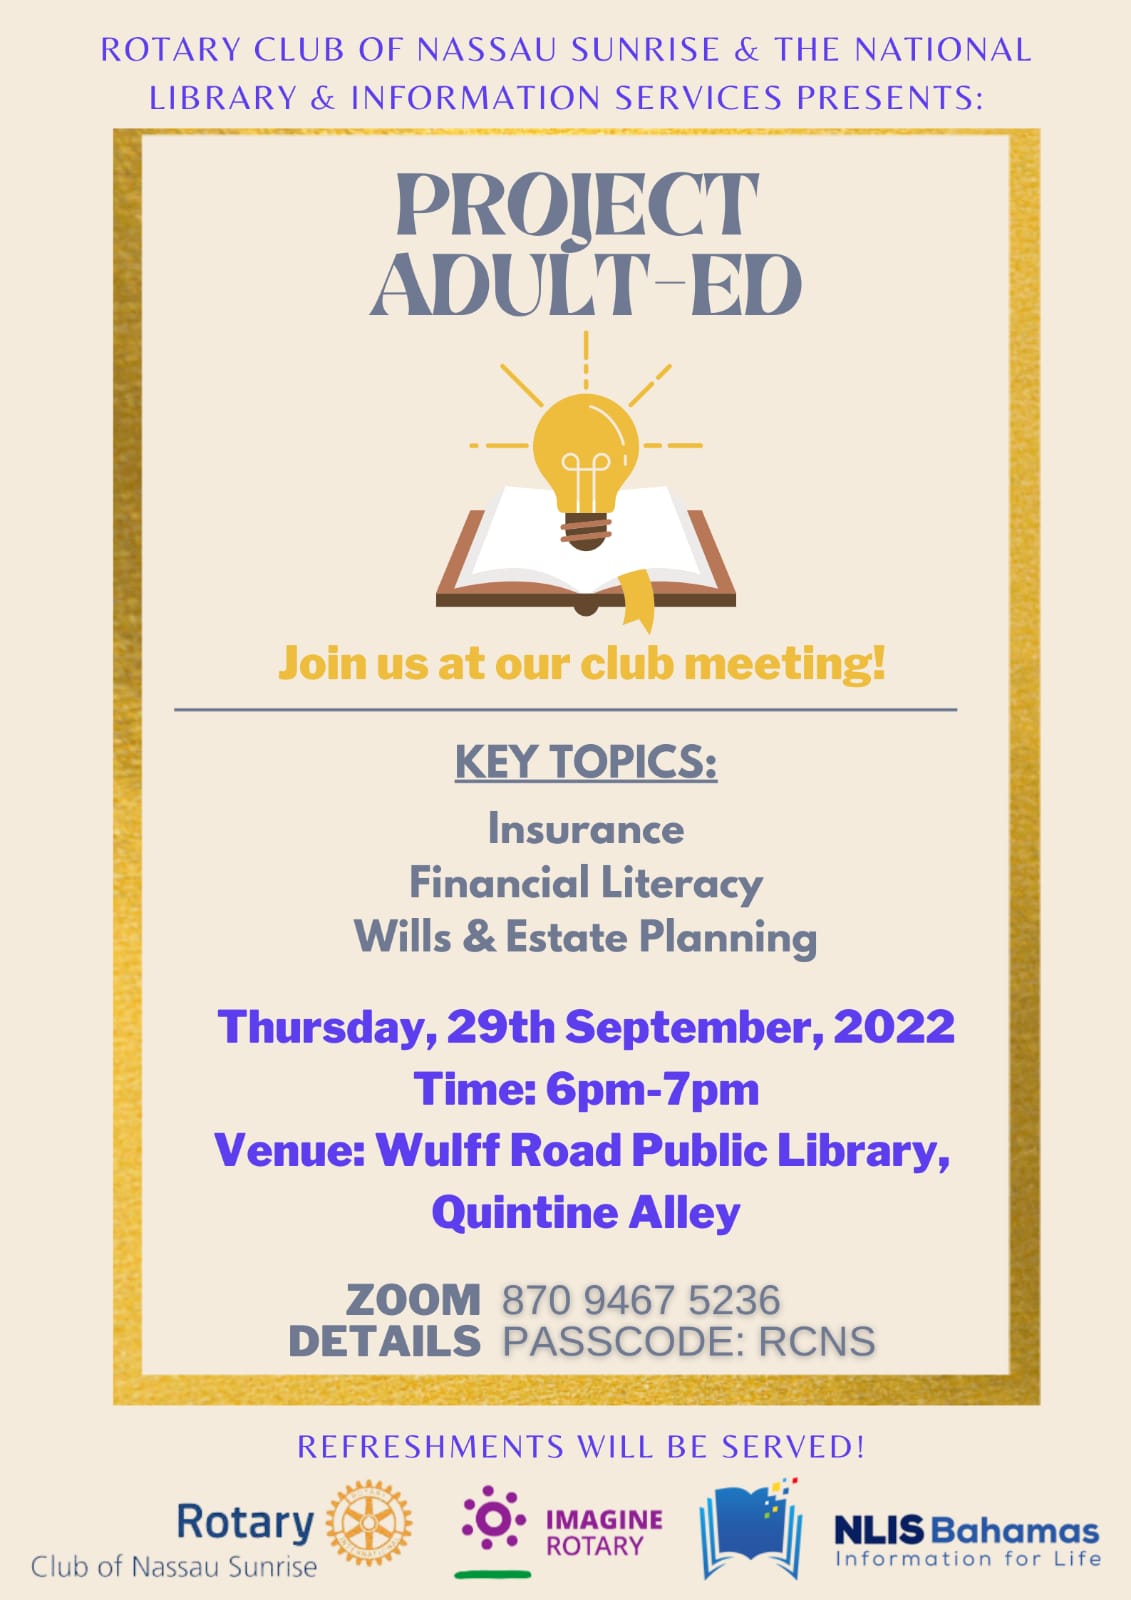 ROTARY CLUB OF NASSAU SUNRISE & THE NATIONAL
LIBRARY & INFORMATION SERVICES PRESENTS:
PROJECT
ADULT-ED
Join us at our club meeting!
KEY TOPICS:
Insurance
Financial Literacy
Wills & Estate Planning
Thursday, 29th September, 2022
Time: 6pm-7pm
Venue: Wulff Road Public Library,
Quintine Alley
ZOOM DETAILS
870 9467 5236
PASSCODE: RCNS
REFRESHMENTS WILL BE SERVED!
Rotary
Club of Nassau Sunrise
ROTARY
INTERNATIONAL
IMAGINE
ROTARY
NLIS Bahamas
Information for Life